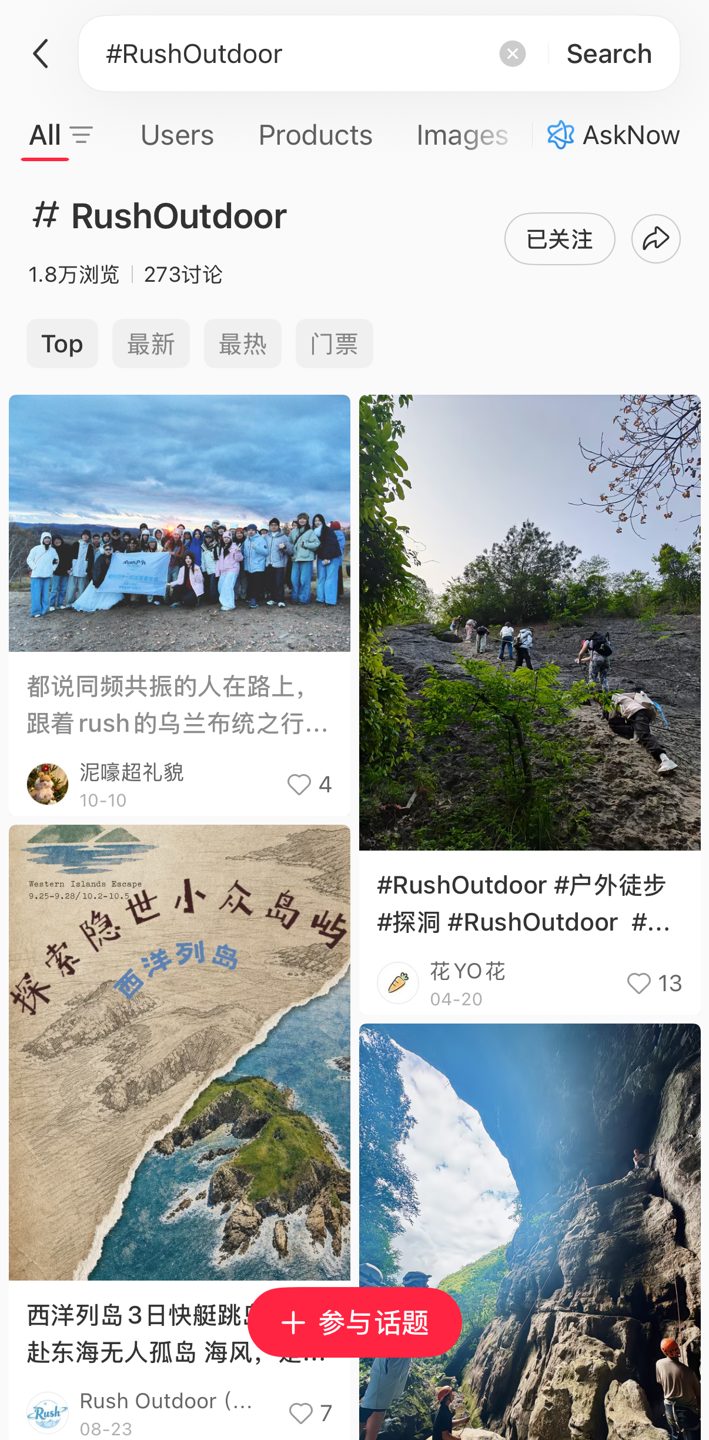 #RushOutdoor
Search
All
Users
Products
Images
AskNow
# RushOutdoor
已关注
1.8万浏览
273讨论
Top
最新
最热
门票
都说同频共振的人在路上，
跟着rush的乌兰布统之行...
泥嚎超礼貌
10-10
4
#RushOutdoor #户外徒步
#探洞 #RushOutdoor #...
花YO花
04-20
13
Western Islands Escape
9.25-9.28/10.2-10.5
探索隐世小众岛屿
西洋列岛
西洋列岛3日快艇跳
赴东海无人孤岛 海风，
Rush Outdoor (...
08-23
7
Rush
+ 参与话题